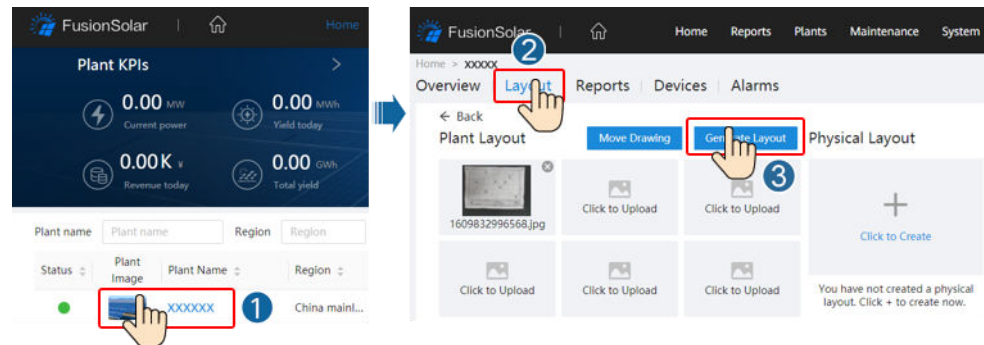 FusionSolar
Home
Plant KPIs >
0.00 MW
Current power
0.00 MWh
Yield today
0.00K ¥
Revenue today
0.00 GWh
Total yield
Plant name Plant name Region Region
Status Plant Image Plant Name Region
XXXXXX 1 China mainl...
FusionSolar
Home Reports Plants Maintenance System
2
Home > XXXXX
Overview Layout Reports Devices Alarms
← Back
Plant Layout Move Drawing Generate Layout Physical Layout
3
1609832996568.jpg
Click to Upload
Click to Upload
+
Click to Create
Click to Upload
Click to Upload
Click to Upload
You have not created a physical
layout. Click + to create now.